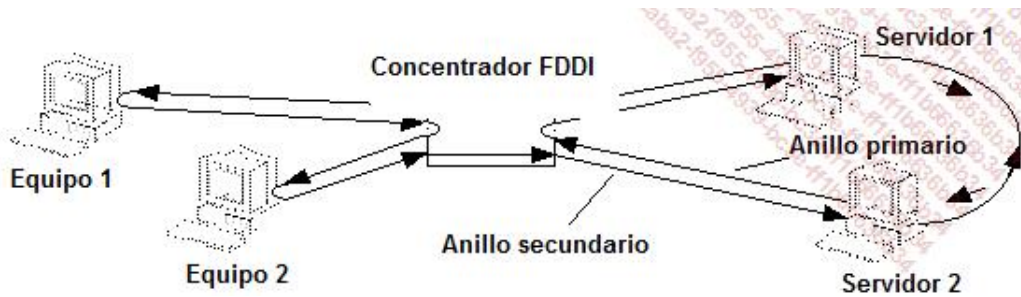 Servidor 1
Concentrador FDDI
Anillo primario
Equipo 1
Anillo secundario
Equipo 2
Servidor 2